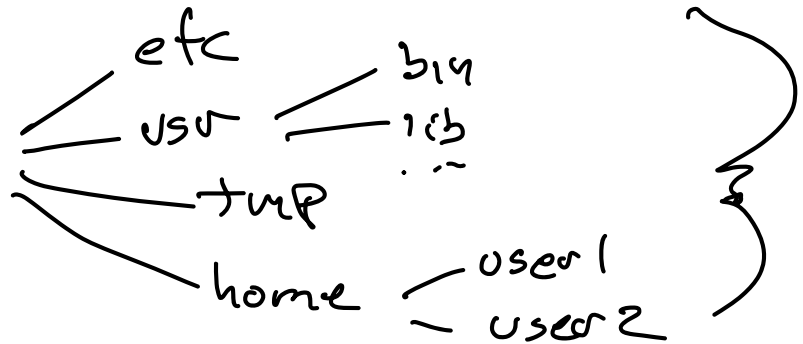 etc
usr
bin
lib
...
tmp
home
user1
user2